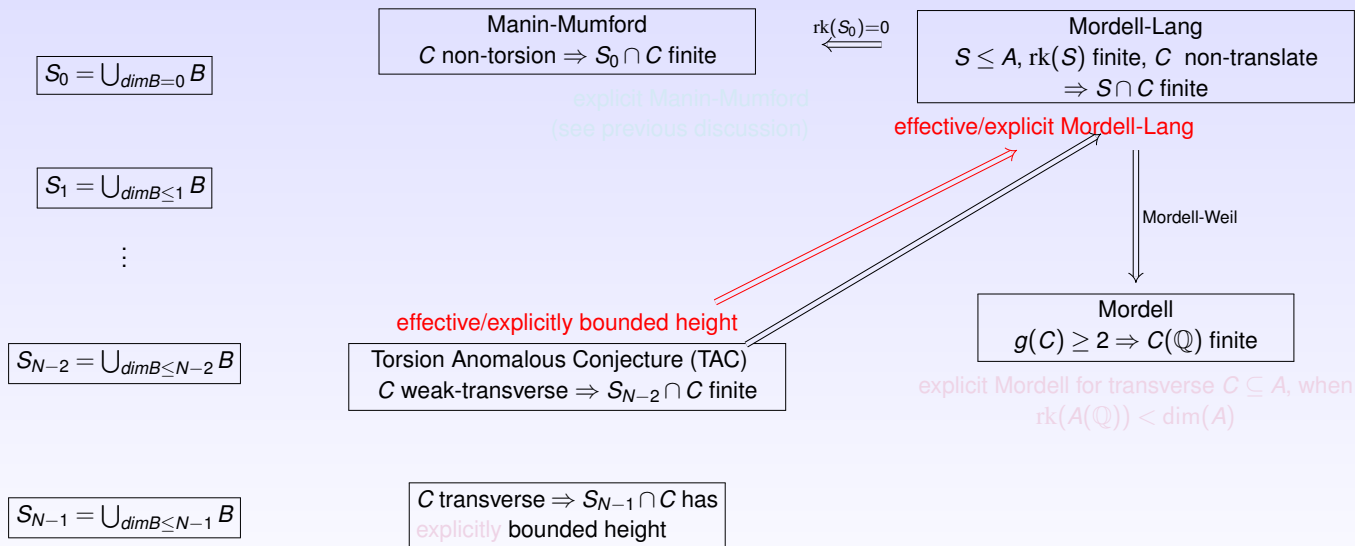 S₀ = ⋃_{dimB=0} B
S₁ = ⋃_{dimB≤1} B
⋮
S_{N−2} = ⋃_{dimB≤N−2} B
S_{N−1} = ⋃_{dimB≤N−1} B
Manin-Mumford
C non-torsion ⇒ S₀ ∩ C finite
explicit Manin-Mumford
(see previous discussion)
rk(S₀)=0
Mordell-Lang
S ≤ A, rk(S) finite, C non-translate
⇒ S ∩ C finite
effective/explicit Mordell-Lang
Mordell-Weil
effective/explicitly bounded height
Torsion Anomalous Conjecture (TAC)
C weak-transverse ⇒ S_{N−2} ∩ C finite
Mordell
g(C) ≥ 2 ⇒ C(ℚ) finite
explicit Mordell for transverse C ⊆ A, when
rk(A(ℚ)) < dim(A)
C transverse ⇒ S_{N−1} ∩ C has
explicitly bounded height